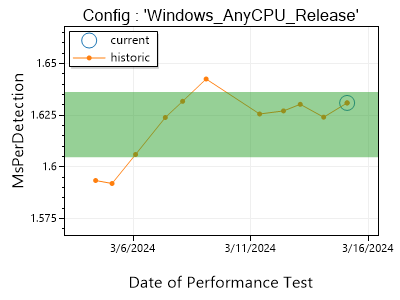 Config : 'Windows_AnyCPU_Release'
current
historic
MsPerDetection
1.65
1.625
1.6
1.575
3/6/2024
3/11/2024
3/16/2024
Date of Performance Test